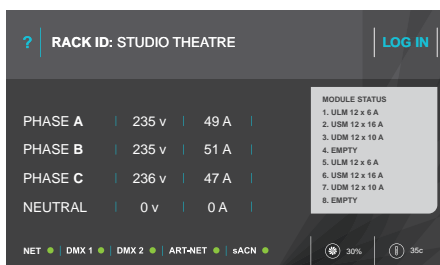 ? RACK ID: STUDIO THEATRE LOG IN
PHASE A 235 v 49 A
PHASE B 235 v 51 A
PHASE C 236 v 47 A
NEUTRAL 0 v 0 A
MODULE STATUS
1. ULM 12 x 6 A
2. USM 12 x 16 A
3. UDM 12 x 10 A
4. EMPTY
5. ULM 12 x 6 A
6. USM 12 x 16 A
7. UDM 12 x 10 A
8. EMPTY
NET DMX 1 DMX 2 ART-NET sACN 30% 35c